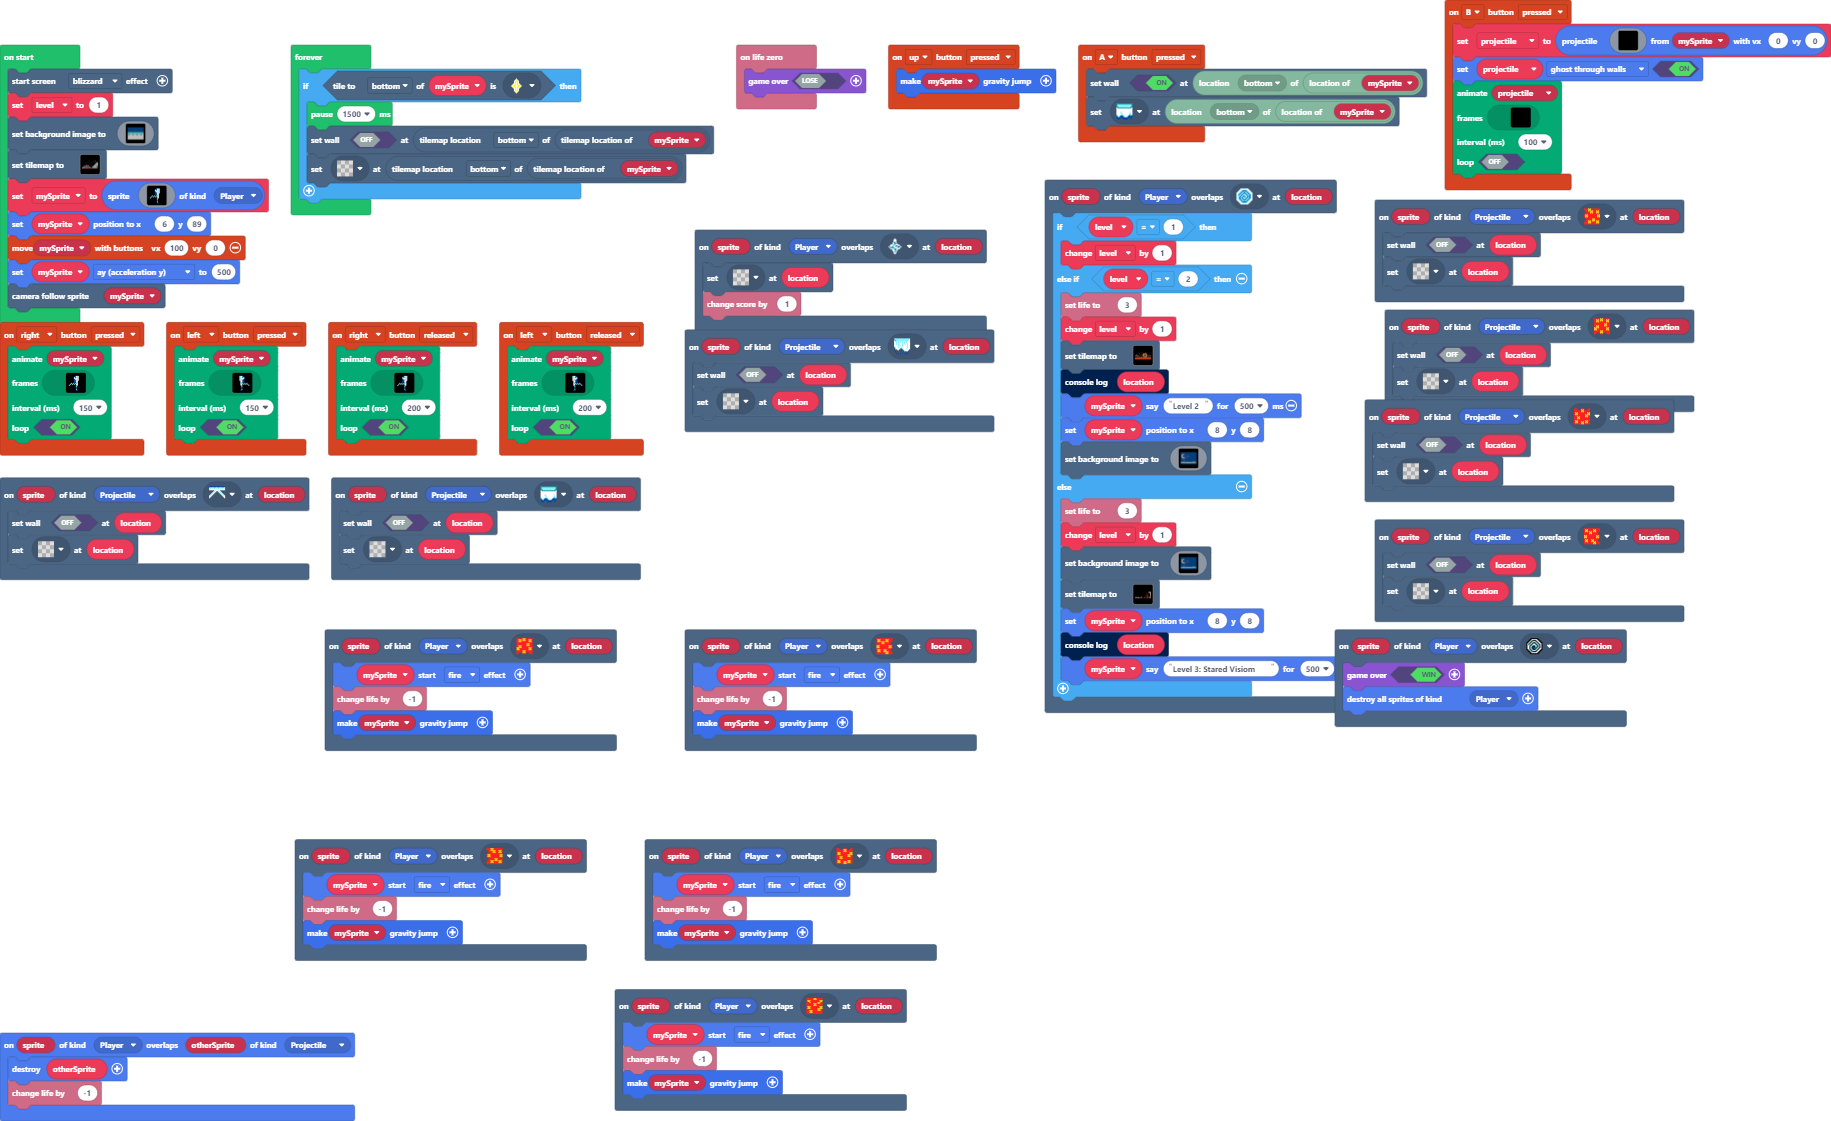 on start
start screen blizzard effect
set level to 1
set background image to
set tilemap to
set mySprite to sprite of kind Player
set mySprite position to x 6 y 89
move mySprite with buttons vx 100 vy 0
set mySprite ay (acceleration y) to 500
camera follow sprite mySprite
forever
if tile to bottom of mySprite is then
pause 1500 ms
set wall OFF at tilemap location bottom of tilemap location of mySprite
set at tilemap location bottom of tilemap location of mySprite
on life zero
game over LOSE
on up button pressed
make mySprite gravity jump
on A button pressed
set wall ON at location bottom of location of mySprite
set at location bottom of location of mySprite
on B button pressed
set projectile to projectile from mySprite with vx 0 vy 0
set projectile ghost through walls ON
animate projectile
frames
interval (ms) 100
loop OFF
on right button pressed
animate mySprite
frames
interval (ms) 150
loop ON
on left button pressed
animate mySprite
frames
interval (ms) 150
loop ON
on right button released
animate mySprite
frames
interval (ms) 200
loop ON
on left button released
animate mySprite
frames
interval (ms) 200
loop ON
on sprite of kind Player overlaps at location
set at location
change score by 1
on sprite of kind Projectile overlaps at location
set wall OFF at location
set at location
on sprite of kind Projectile overlaps at location
set wall OFF at location
set at location
on sprite of kind Projectile overlaps at location
set wall OFF at location
set at location
on sprite of kind Player overlaps at location
if level = 1 then
change level by 1
else if level = 2 then
set life to 3
change level by 1
set tilemap to
console log location
mySprite say "Level 2" for 500 ms
set mySprite position to x 8 y 8
set background image to
else
set life to 3
change level by 1
set background image to
set tilemap to
set mySprite position to x 8 y 8
console log location
mySprite say "Level 3: Stared Visiom" for 500
on sprite of kind Projectile overlaps at location
set wall OFF at location
set at location
on sprite of kind Projectile overlaps at location
set wall OFF at location
set at location
on sprite of kind Projectile overlaps at location
set wall OFF at location
set at location
on sprite of kind Projectile overlaps at location
set wall OFF at location
set at location
on sprite of kind Player overlaps at location
game over WIN
destroy all sprites of kind Player
on sprite of kind Player overlaps at location
mySprite start fire effect
change life by -1
make mySprite gravity jump
on sprite of kind Player overlaps at location
mySprite start fire effect
change life by -1
make mySprite gravity jump
on sprite of kind Player overlaps at location
mySprite start fire effect
change life by -1
make mySprite gravity jump
on sprite of kind Player overlaps at location
mySprite start fire effect
change life by -1
make mySprite gravity jump
on sprite of kind Player overlaps at location
mySprite start fire effect
change life by -1
make mySprite gravity jump
on sprite of kind Player overlaps otherSprite of kind Projectile
destroy otherSprite
change life by -1